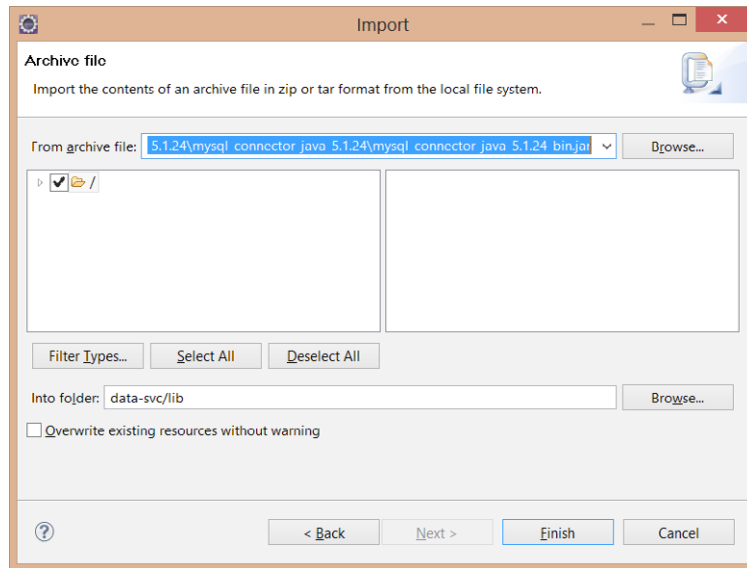 Import
Archive file
Import the contents of an archive file in zip or tar format from the local file system.
From archive file: 5.1.24\mysql connector java 5.1.24\mysql connector java 5.1.24 bin.jar Browse...
/
Filter Types... Select All Deselect All
Into folder: data-svc/lib Browse...
Overwrite existing resources without warning
? < Back Next > Finish Cancel